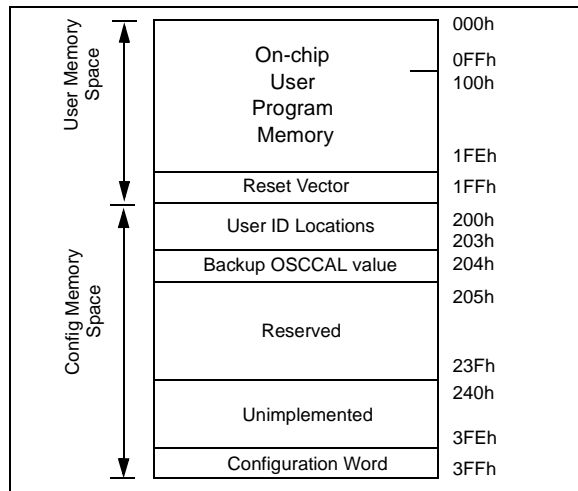 User Memory
Space
On-chip
User
Program
Memory
000h
0FFh
100h
1FEh
Reset Vector
1FFh
Config Memory
Space
User ID Locations
200h
203h
Backup OSCCAL value
204h
205h
Reserved
23Fh
240h
Unimplemented
3FEh
Configuration Word
3FFh